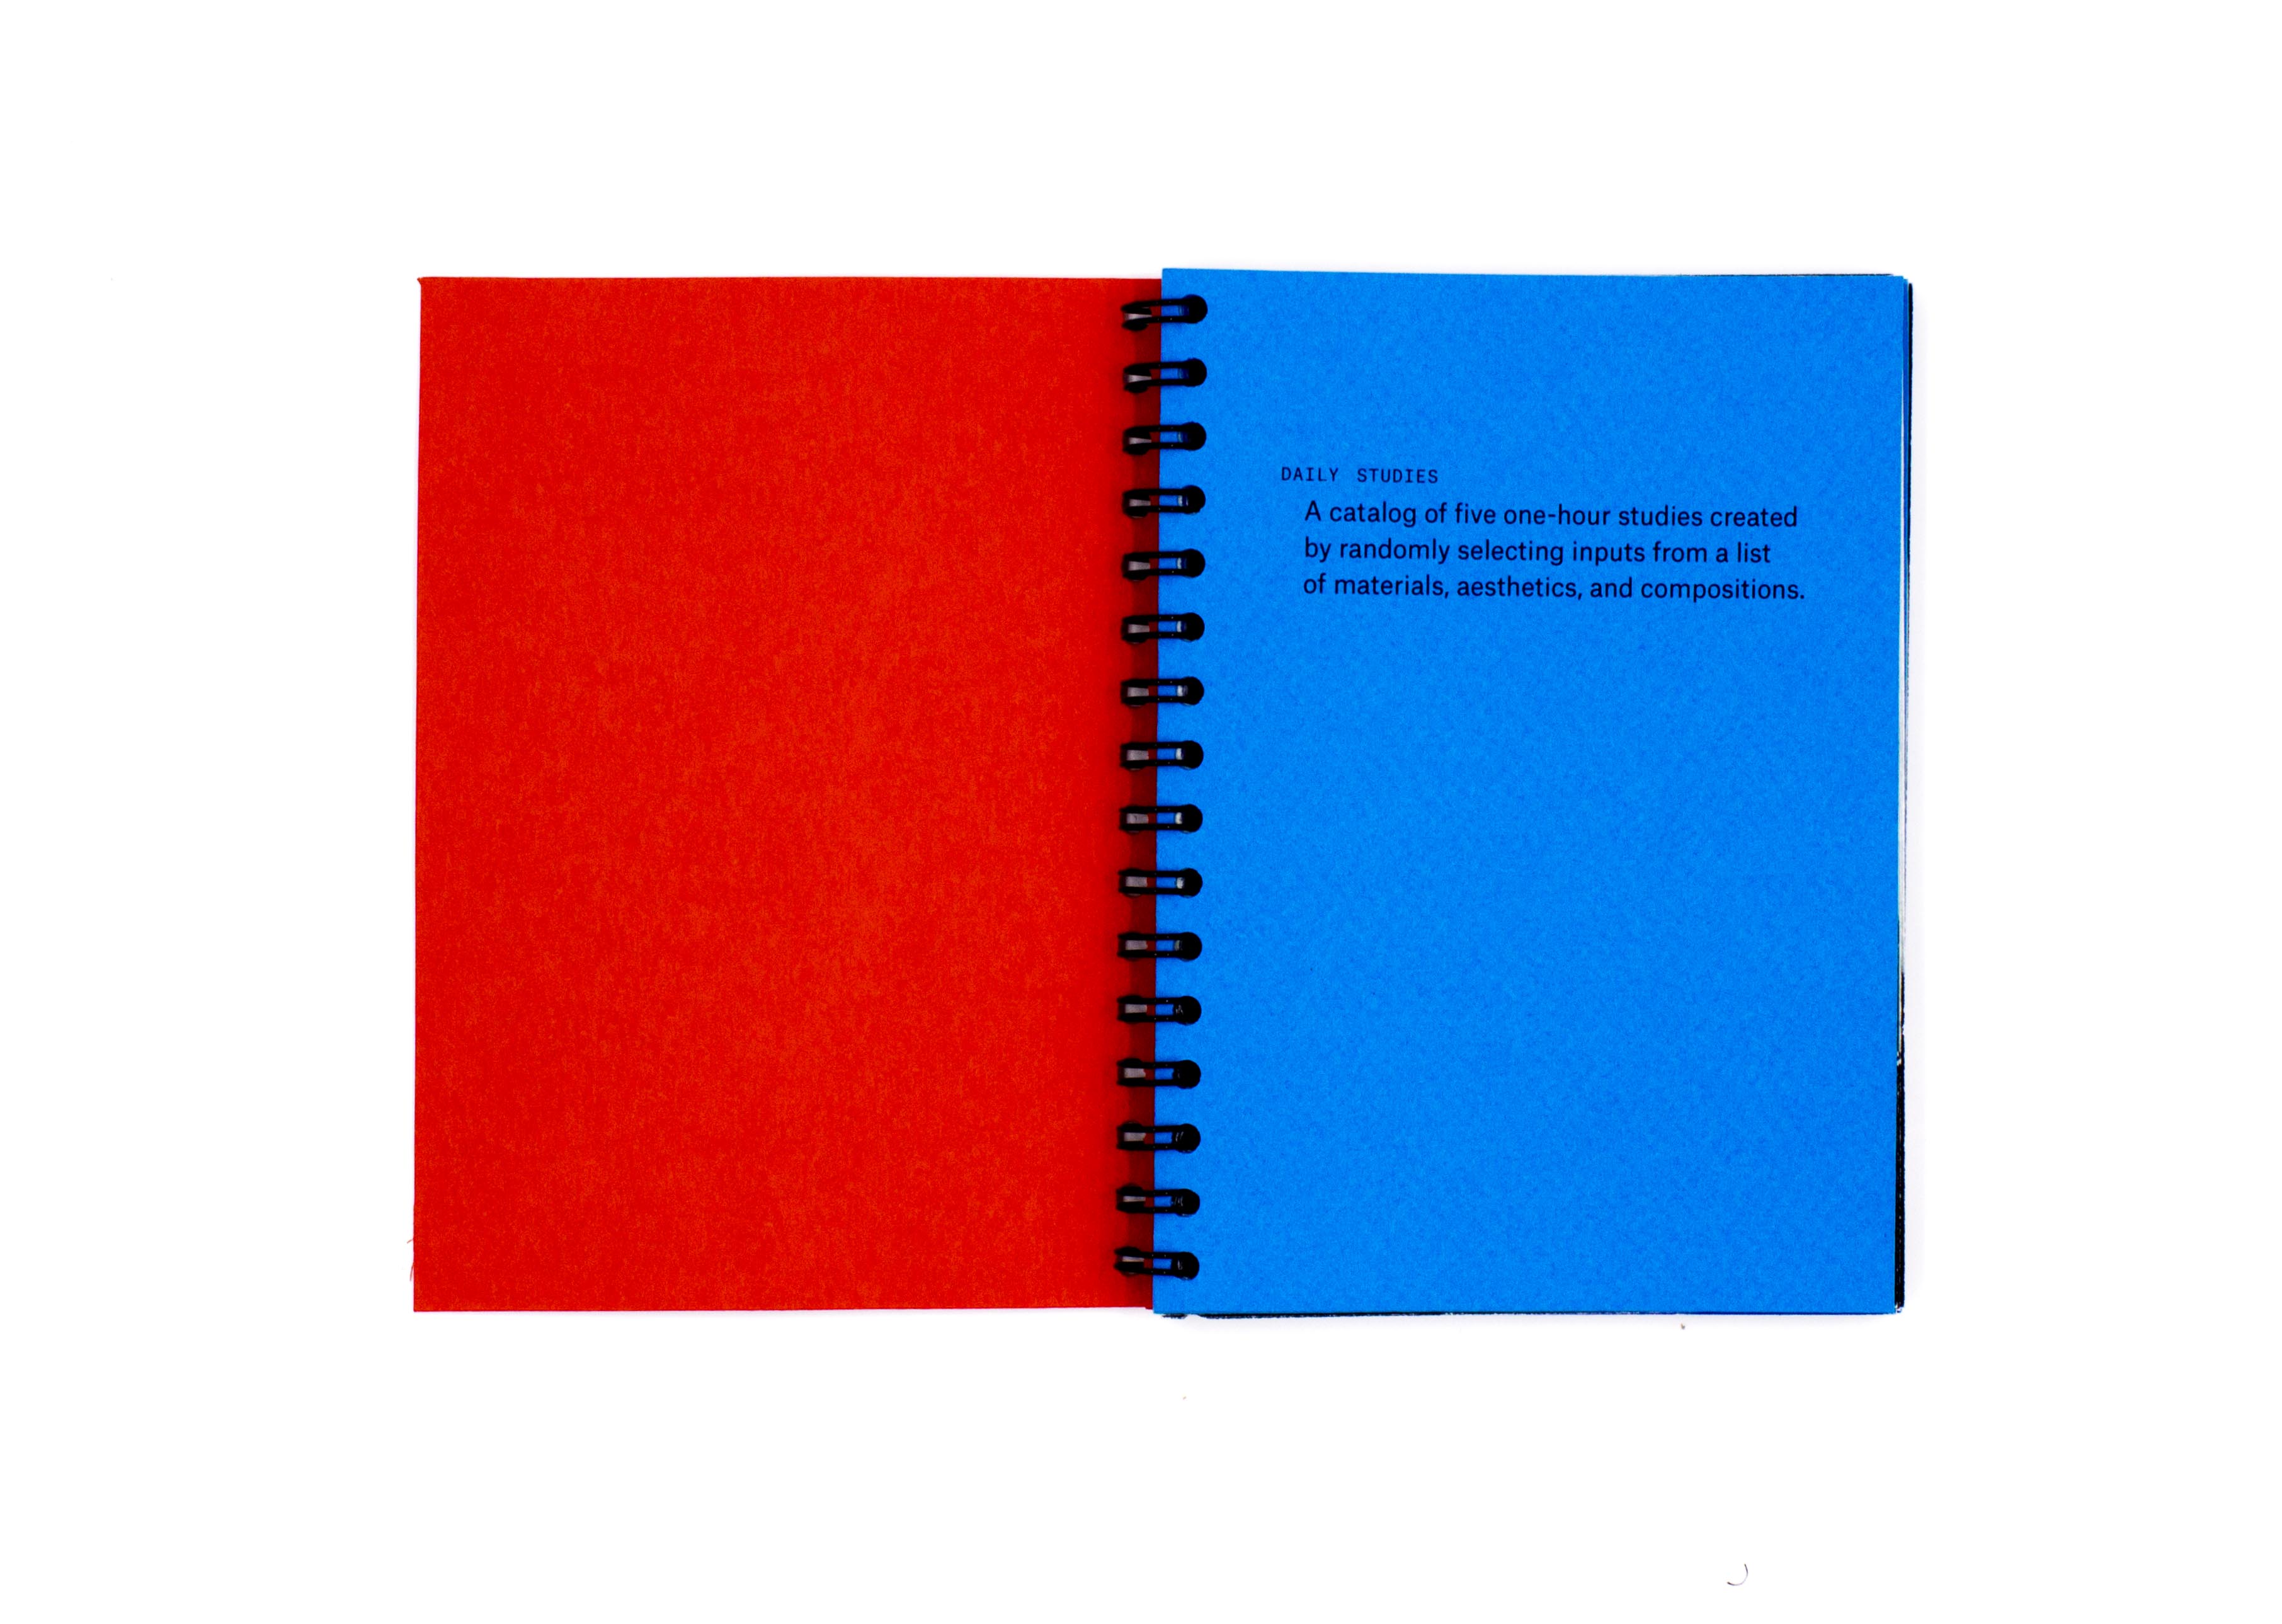 DAILY STUDIES
A catalog of five one-hour studies created
by randomly selecting inputs from a list
of materials, aesthetics, and compositions.